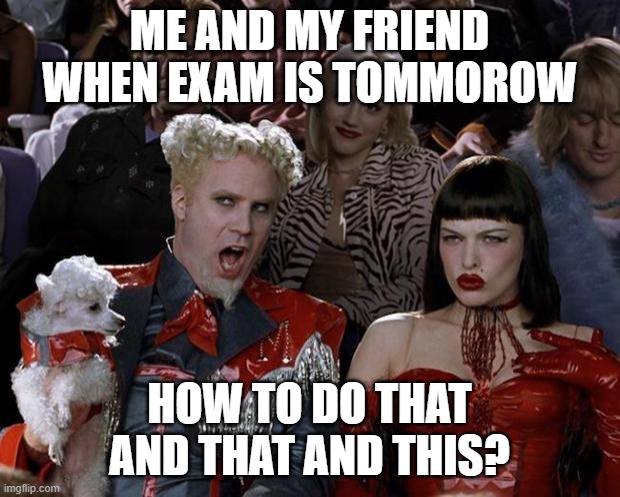 ME AND MY FRIEND
WHEN EXAM IS TOMMOROW
HOW TO DO THAT
AND THAT AND THIS?
imgflip.com